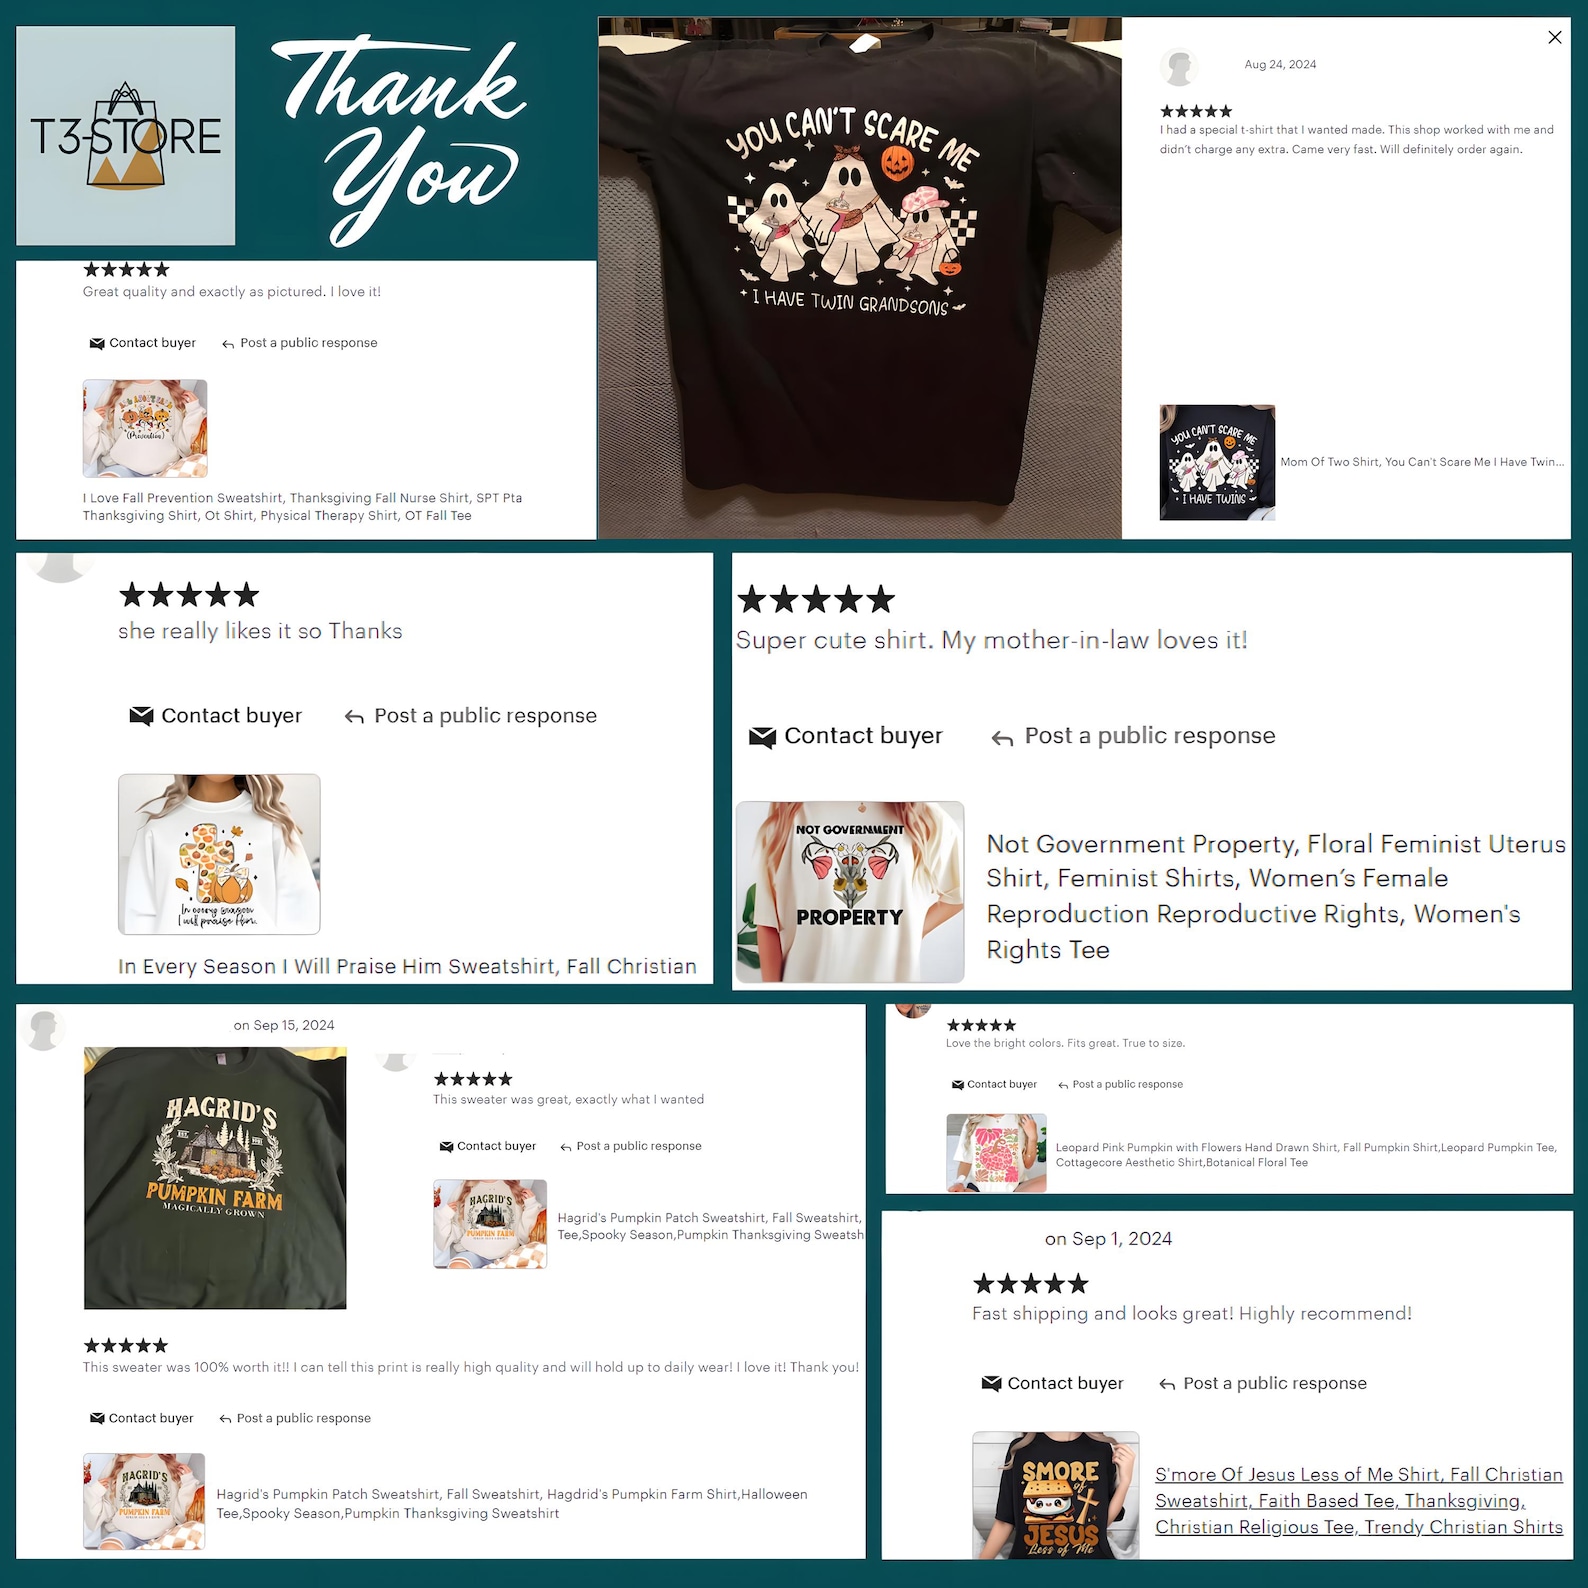 T3-STORE
Thank
You
★★★★★
Great quality and exactly as pictured. I love it!
Contact buyer
Post a public response
(Prevention)
I Love Fall Prevention Sweatshirt, Thanksgiving Fall Nurse Shirt, SPT Pta
Thanksgiving Shirt, Ot Shirt, Physical Therapy Shirt, OT Fall Tee
YOU CAN'T SCARE ME
I HAVE TWIN GRANDSONS
Aug 24, 2024
★★★★★
I had a special t-shirt that I wanted made. This shop worked with me and
didn't charge any extra. Came very fast. Will definitely order again.
YOU CAN'T SCARE ME
I HAVE TWINS
Mom Of Two Shirt, You Can't Scare Me I Have Twin...
★★★★★
she really likes it so Thanks
Contact buyer
Post a public response
In every season
I will praise Him.
In Every Season I Will Praise Him Sweatshirt, Fall Christian
★★★★★
Super cute shirt. My mother-in-law loves it!
Contact buyer
Post a public response
NOT GOVERNMENT
PROPERTY
Not Government Property, Floral Feminist Uterus
Shirt, Feminist Shirts, Women's Female
Reproduction Reproductive Rights, Women's
Rights Tee
on Sep 15, 2024
HAGRID'S
PUMPKIN FARM
MAGICALLY GROWN
★★★★★
This sweater was great, exactly what I wanted
Contact buyer
Post a public response
HAGRID'S
PUMPKIN FARM
Hagrid's Pumpkin Patch Sweatshirt, Fall Sweatshirt,
Tee,Spooky Season,Pumpkin Thanksgiving Sweatsh
★★★★★
This sweater was 100% worth it!! I can tell this print is really high quality and will hold up to daily wear! I love it! Thank you!
Contact buyer
Post a public response
HAGRID'S
PUMPKIN FARM
Hagrid's Pumpkin Patch Sweatshirt, Fall Sweatshirt, Hagdrid's Pumpkin Farm Shirt,Halloween
Tee,Spooky Season,Pumpkin Thanksgiving Sweatshirt
★★★★★
Love the bright colors. Fits great. True to size.
Contact buyer
Post a public response
Leopard Pink Pumpkin with Flowers Hand Drawn Shirt, Fall Pumpkin Shirt,Leopard Pumpkin Tee,
Cottagecore Aesthetic Shirt,Botanical Floral Tee
on Sep 1, 2024
★★★★★
Fast shipping and looks great! Highly recommend!
Contact buyer
Post a public response
SMORE
of
JESUS
Less of Me
S'more Of Jesus Less of Me Shirt, Fall Christian
Sweatshirt, Faith Based Tee, Thanksgiving,
Christian Religious Tee, Trendy Christian Shirts